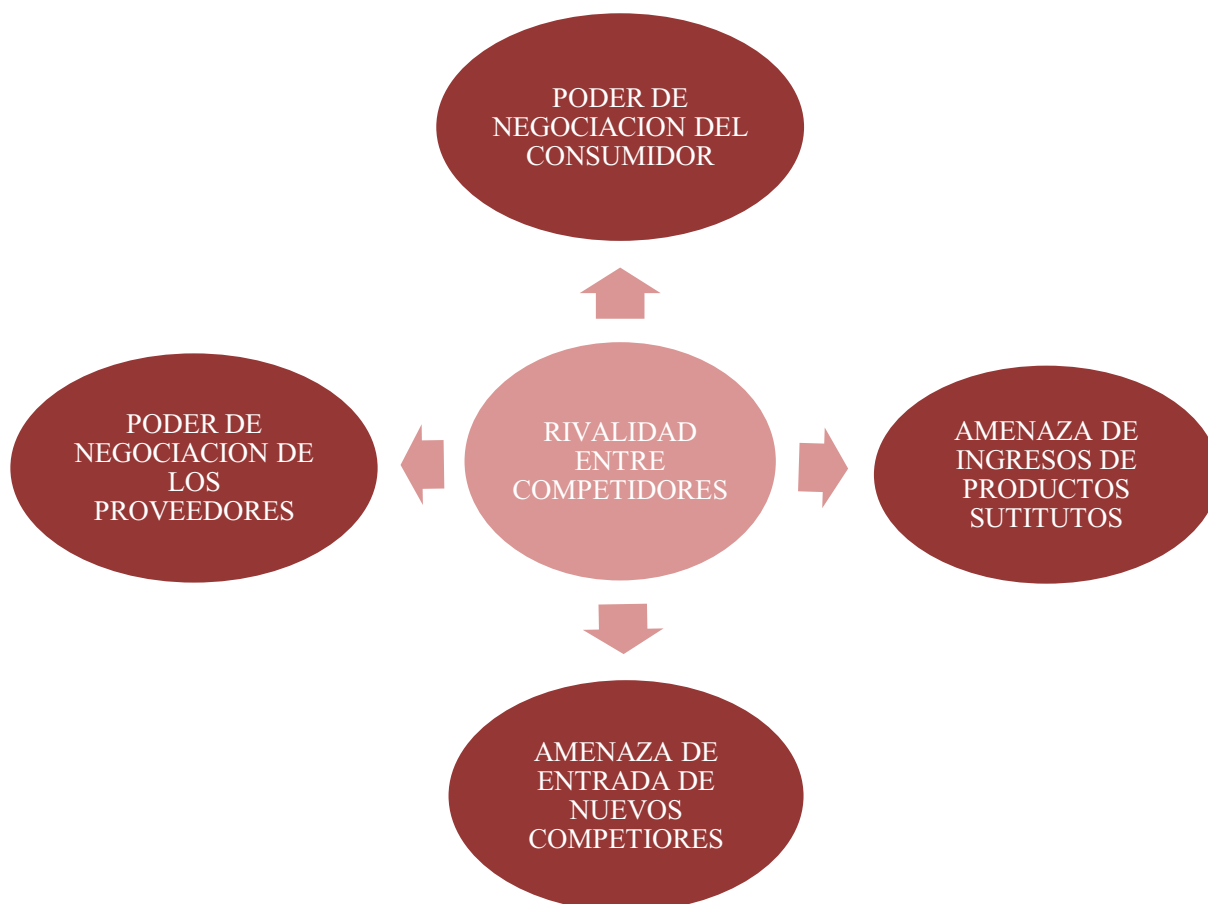 PODER DE
NEGOCIACION DEL
CONSUMIDOR
PODER DE
NEGOCIACION DE
LOS
PROVEEDORES
RIVALIDAD
ENTRE
COMPETIDORES
AMENAZA DE
INGRESOS DE
PRODUCTOS
SUTITUTOS
AMENAZA DE
ENTRADA DE
NUEVOS
COMPETIORES